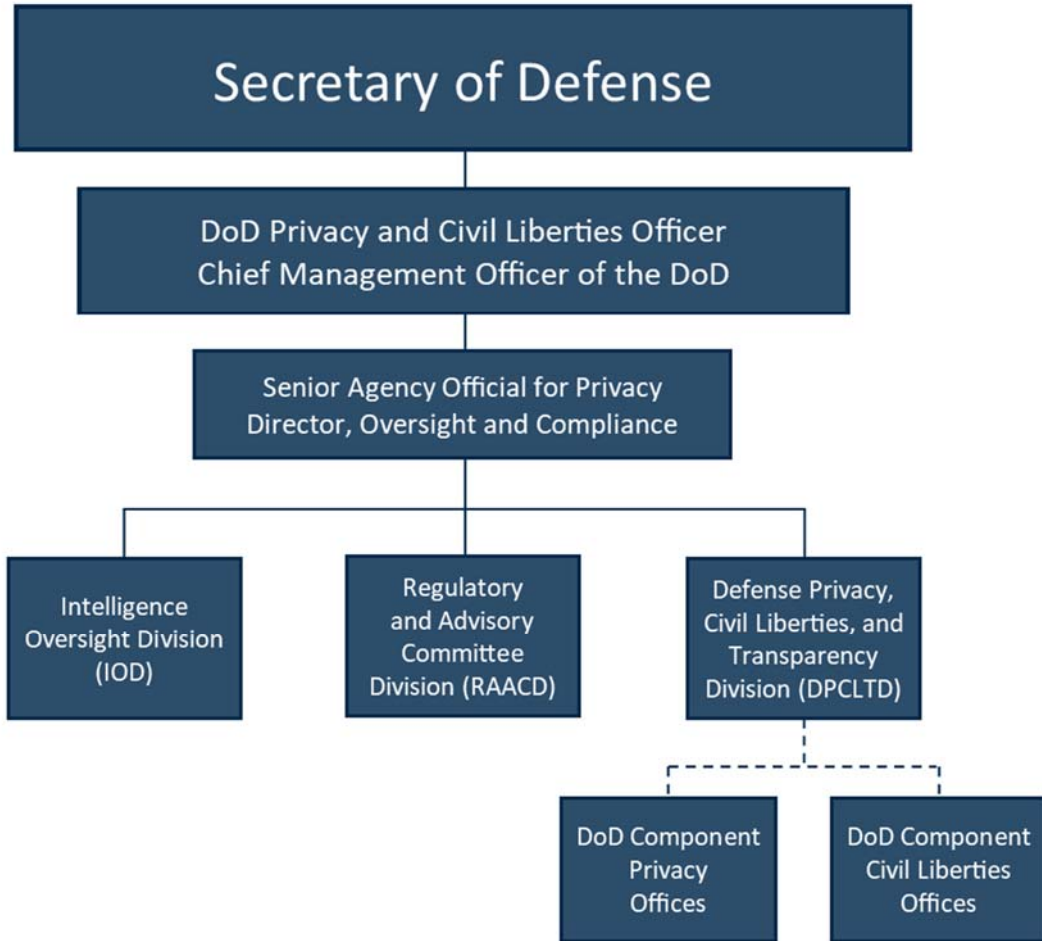 Secretary of Defense
DoD Privacy and Civil Liberties Officer
Chief Management Officer of the DoD
Senior Agency Official for Privacy
Director, Oversight and Compliance
Intelligence
Oversight Division
(IOD)
Regulatory
and Advisory
Committee
Division (RAACD)
Defense Privacy,
Civil Liberties, and
Transparency
Division (DPCLTD)
DoD Component
Privacy
Offices
DoD Component
Civil Liberties
Offices